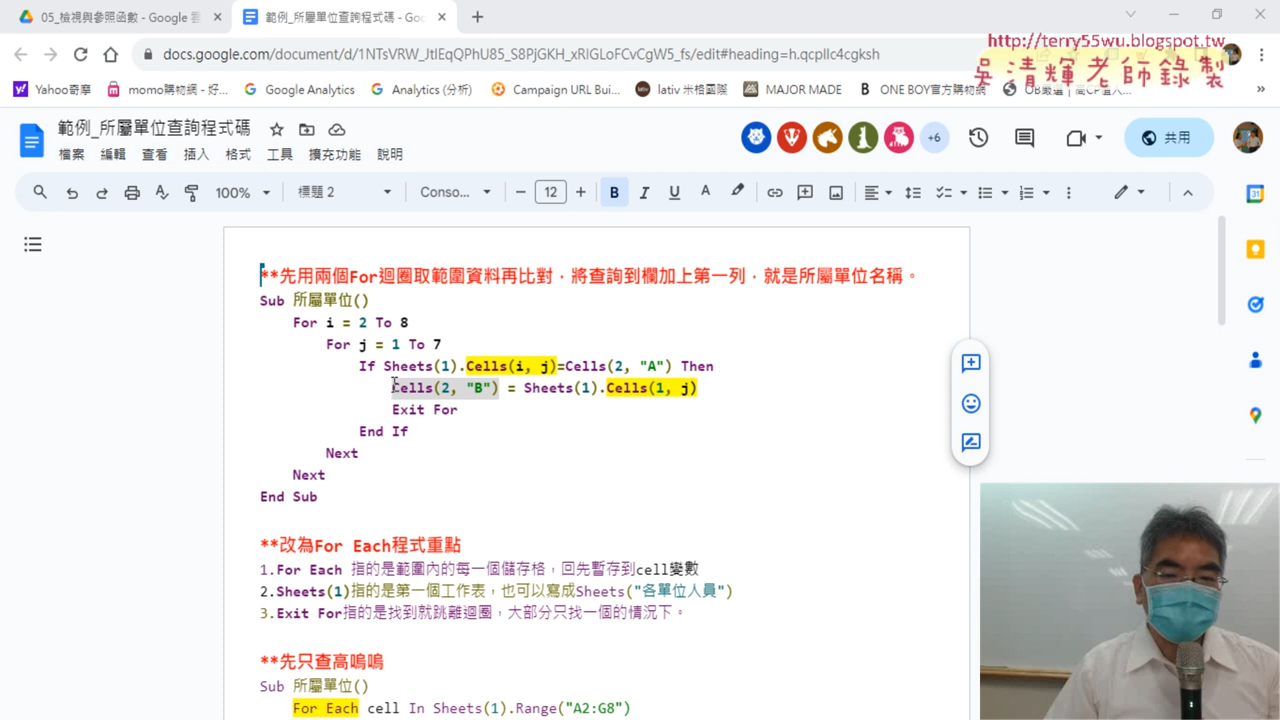 05_檢視與參照函數 - Google 雲
範例_所屬單位查詢程式碼 - Goo
docs.google.com/document/d/1NTsVRW_JtlEqQPhU85_S8PjGKH_xRlGLoFCvCgW5_fs/edit#heading=h.qcpllc4cgksh
http://terry55wu.blogspot.tw
吳清輝老師錄製
Yahoo奇摩
momo購物網 - 好...
Google Analytics
Analytics (分析)
Campaign URL Bui...
lativ 米格國際
MAJOR MADE
ONE BOY官方購物網
範例_所屬單位查詢程式碼
+6
共用
檔案 編輯 查看 插入 格式 工具 擴充功能 說明
100% 標題 2 Conso... 12 B I U A
**先用兩個For迴圈取範圍資料再比對，將查詢到欄加上第一列，就是所屬單位名稱。
Sub 所屬單位()
For i = 2 To 8
For j = 1 To 7
If Sheets(1).Cells(i, j)=Cells(2, "A") Then
Cells(2, "B") = Sheets(1).Cells(1, j)
Exit For
End If
Next
Next
End Sub
**改為For Each程式重點
1.For Each 指的是範圍內的每一個儲存格，回先暫存到cell變數
2.Sheets(1)指的是第一個工作表，也可以寫成Sheets("各單位人員")
3.Exit For指的是找到就跳離迴圈，大部分只找一個的情況下。
**先只查高嗚嗚
Sub 所屬單位()
For Each cell In Sheets(1).Range("A2:G8")